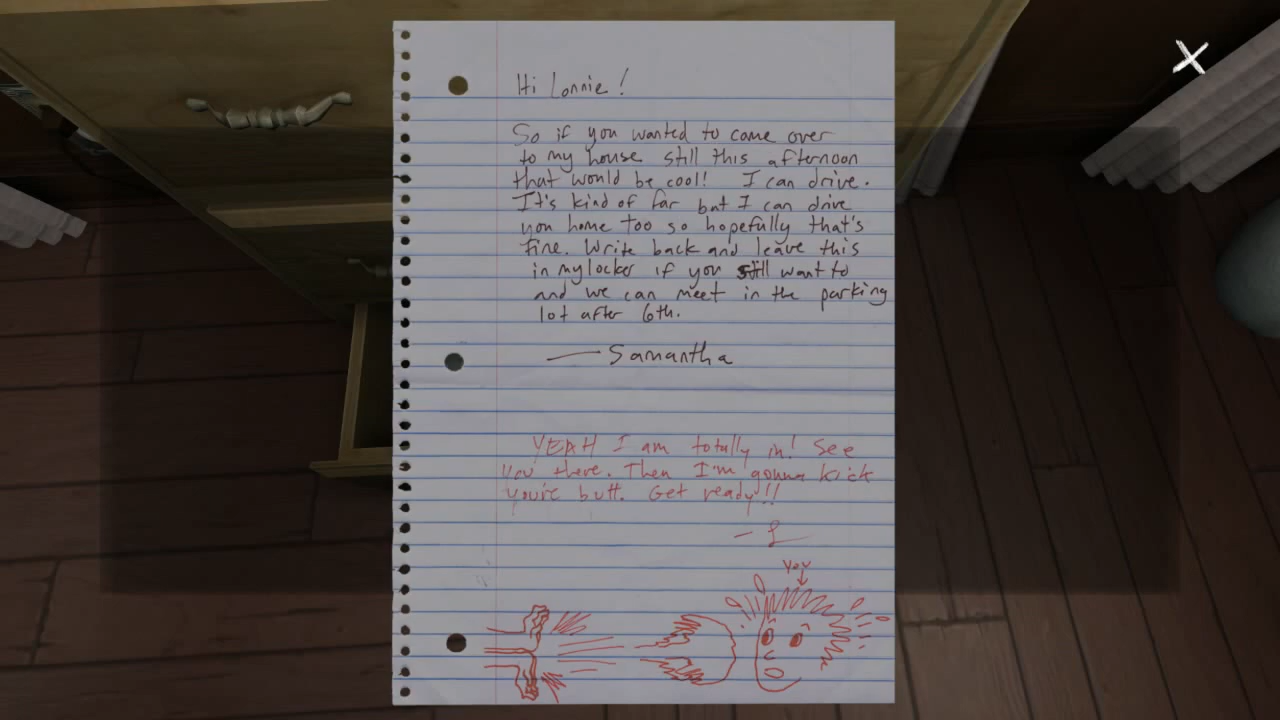 Hi Lonnie!
So if you wanted to come over
to my house still this afternoon
that would be cool! I can drive.
It's kind of far but I can drive
you home too so hopefully that's
fine. Write back and leave this
in my locker if you still want to
and we can meet in the parking
lot after 6th.
— Samantha
YEAH I am totally in! See
you there. Then I'm gonna kick
you're butt. Get ready!!
– L
You